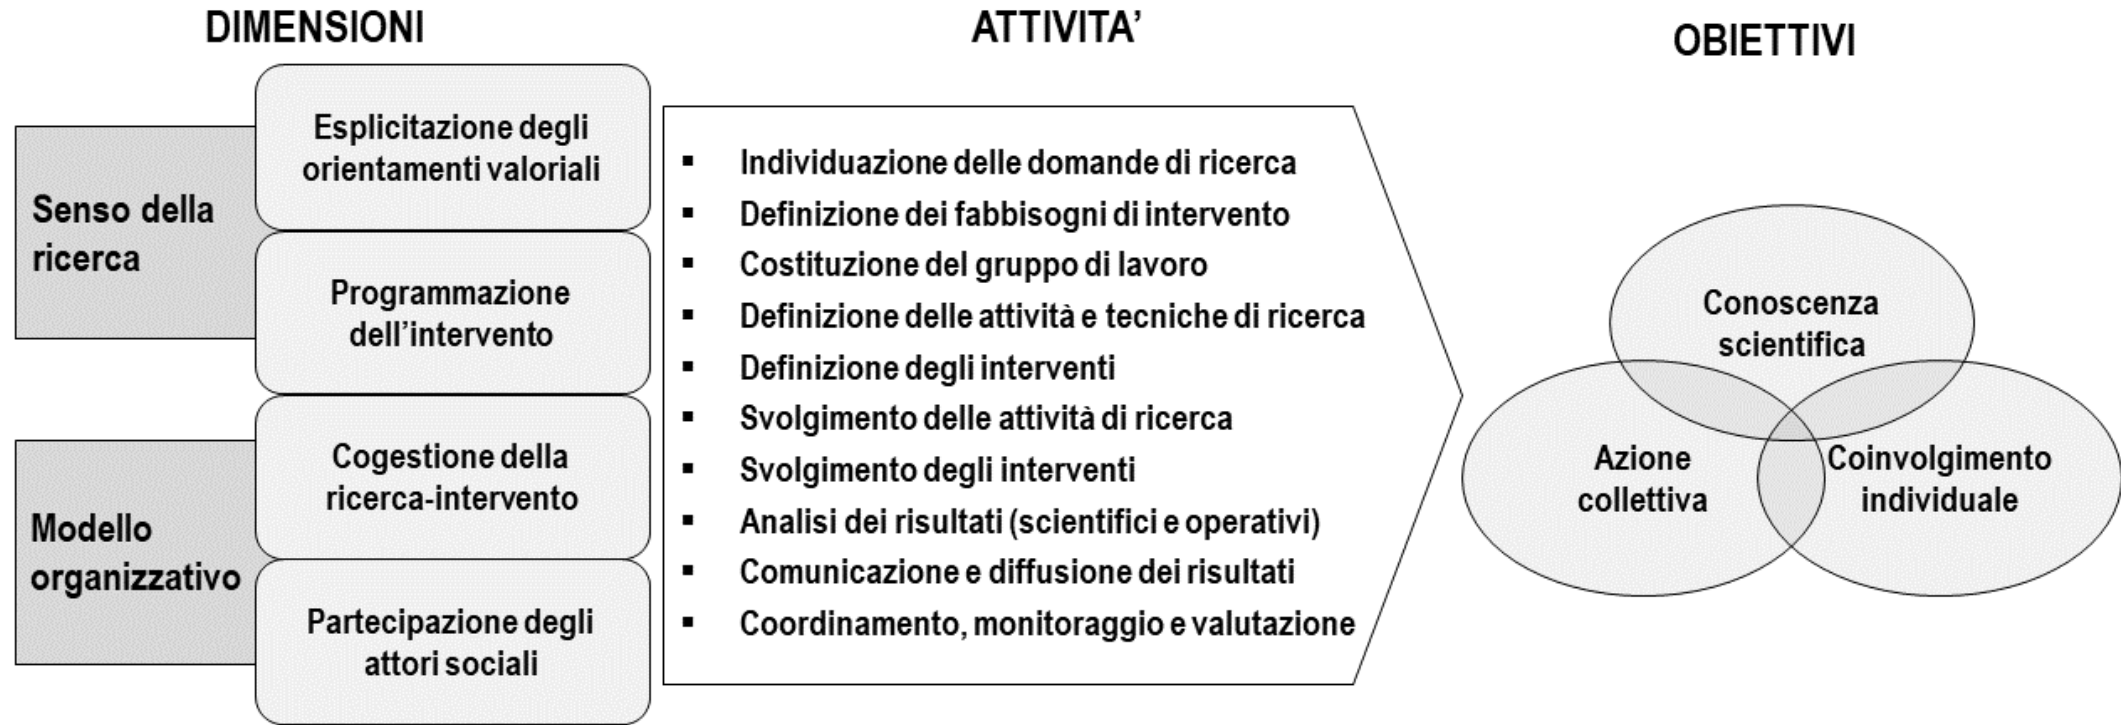 DIMENSIONI
Senso della
ricerca
Modello
organizzativo
Esplicitazione degli
orientamenti valoriali
Programmazione
dell'intervento
Cogestione della
ricerca-intervento
Partecipazione degli
attori sociali
ATTIVITA'
▪ Individuazione delle domande di ricerca
▪ Definizione dei fabbisogni di intervento
▪ Costituzione del gruppo di lavoro
▪ Definizione delle attività e tecniche di ricerca
▪ Definizione degli interventi
▪ Svolgimento delle attività di ricerca
▪ Svolgimento degli interventi
▪ Analisi dei risultati (scientifici e operativi)
▪ Comunicazione e diffusione dei risultati
▪ Coordinamento, monitoraggio e valutazione
OBIETTIVI
Conoscenza
scientifica
Azione
collettiva
Coinvolgimento
individuale